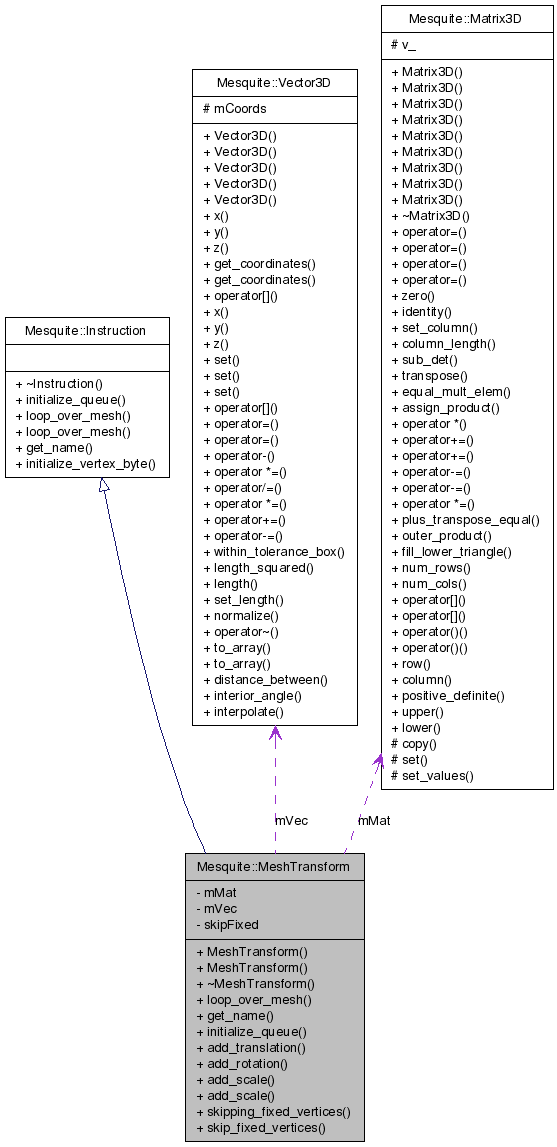 Mesquite::Matrix3D
# v_
+ Matrix3D()
+ Matrix3D()
+ Matrix3D()
+ Matrix3D()
+ Matrix3D()
+ Matrix3D()
+ Matrix3D()
+ Matrix3D()
+ Matrix3D()
+ ~Matrix3D()
+ operator=()
+ operator=()
+ operator=()
+ operator=()
+ zero()
+ identity()
+ set_column()
+ column_length()
+ sub_det()
+ transpose()
+ equal_mult_elem()
+ assign_product()
+ operator *()
+ operator+=()
+ operator+=()
+ operator-=()
+ operator-=()
+ operator *=()
+ plus_transpose_equal()
+ outer_product()
+ fill_lower_triangle()
+ num_rows()
+ num_cols()
+ operator[]()
+ operator[]()
+ operator()()
+ operator()()
+ row()
+ column()
+ positive_definite()
+ upper()
+ lower()
# copy()
# set()
# set_values()
Mesquite::Vector3D
# mCoords
+ Vector3D()
+ Vector3D()
+ Vector3D()
+ Vector3D()
+ Vector3D()
+ x()
+ y()
+ z()
+ get_coordinates()
+ get_coordinates()
+ operator[]()
+ x()
+ y()
+ z()
+ set()
+ set()
+ set()
+ operator[]()
+ operator=()
+ operator=()
+ operator-()
+ operator *=()
+ operator/=()
+ operator *=()
+ operator+=()
+ operator-=()
+ within_tolerance_box()
+ length_squared()
+ length()
+ set_length()
+ normalize()
+ operator~()
+ to_array()
+ to_array()
+ distance_between()
+ interior_angle()
+ interpolate()
Mesquite::Instruction
+ ~Instruction()
+ initialize_queue()
+ loop_over_mesh()
+ loop_over_mesh()
+ get_name()
+ initialize_vertex_byte()
mVec
mMat
Mesquite::MeshTransform
- mMat
- mVec
- skipFixed
+ MeshTransform()
+ MeshTransform()
+ ~MeshTransform()
+ loop_over_mesh()
+ get_name()
+ initialize_queue()
+ add_translation()
+ add_rotation()
+ add_scale()
+ add_scale()
+ skipping_fixed_vertices()
+ skip_fixed_vertices()